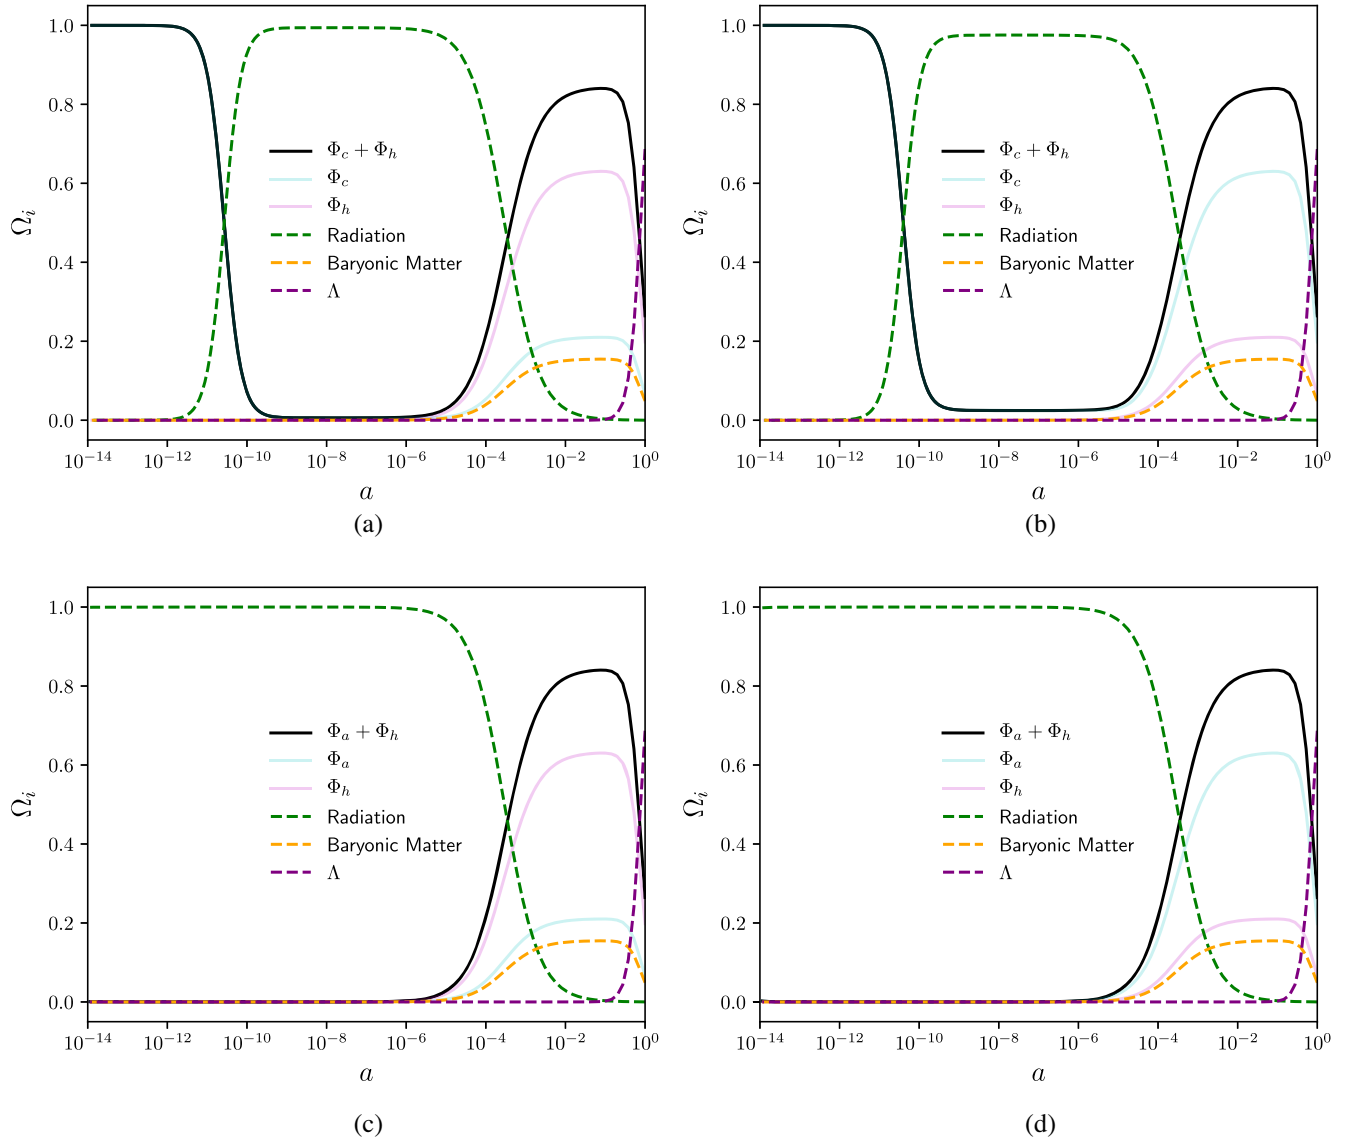 1.0
0.8
0.6
0.4
0.2
0.0
Ω_i
Φ_c + Φ_h
Φ_c
Φ_h
Radiation
Baryonic Matter
Λ
10^{-14} 10^{-12} 10^{-10} 10^{-8} 10^{-6} 10^{-4} 10^{-2} 10^{0}
a
(a)
1.0
0.8
0.6
0.4
0.2
0.0
Ω_i
Φ_c + Φ_h
Φ_c
Φ_h
Radiation
Baryonic Matter
Λ
10^{-14} 10^{-12} 10^{-10} 10^{-8} 10^{-6} 10^{-4} 10^{-2} 10^{0}
a
(b)
1.0
0.8
0.6
0.4
0.2
0.0
Ω_i
Φ_a + Φ_h
Φ_a
Φ_h
Radiation
Baryonic Matter
Λ
10^{-14} 10^{-12} 10^{-10} 10^{-8} 10^{-6} 10^{-4} 10^{-2} 10^{0}
a
(c)
1.0
0.8
0.6
0.4
0.2
0.0
Ω_i
Φ_a + Φ_h
Φ_a
Φ_h
Radiation
Baryonic Matter
Λ
10^{-14} 10^{-12} 10^{-10} 10^{-8} 10^{-6} 10^{-4} 10^{-2} 10^{0}
a
(d)